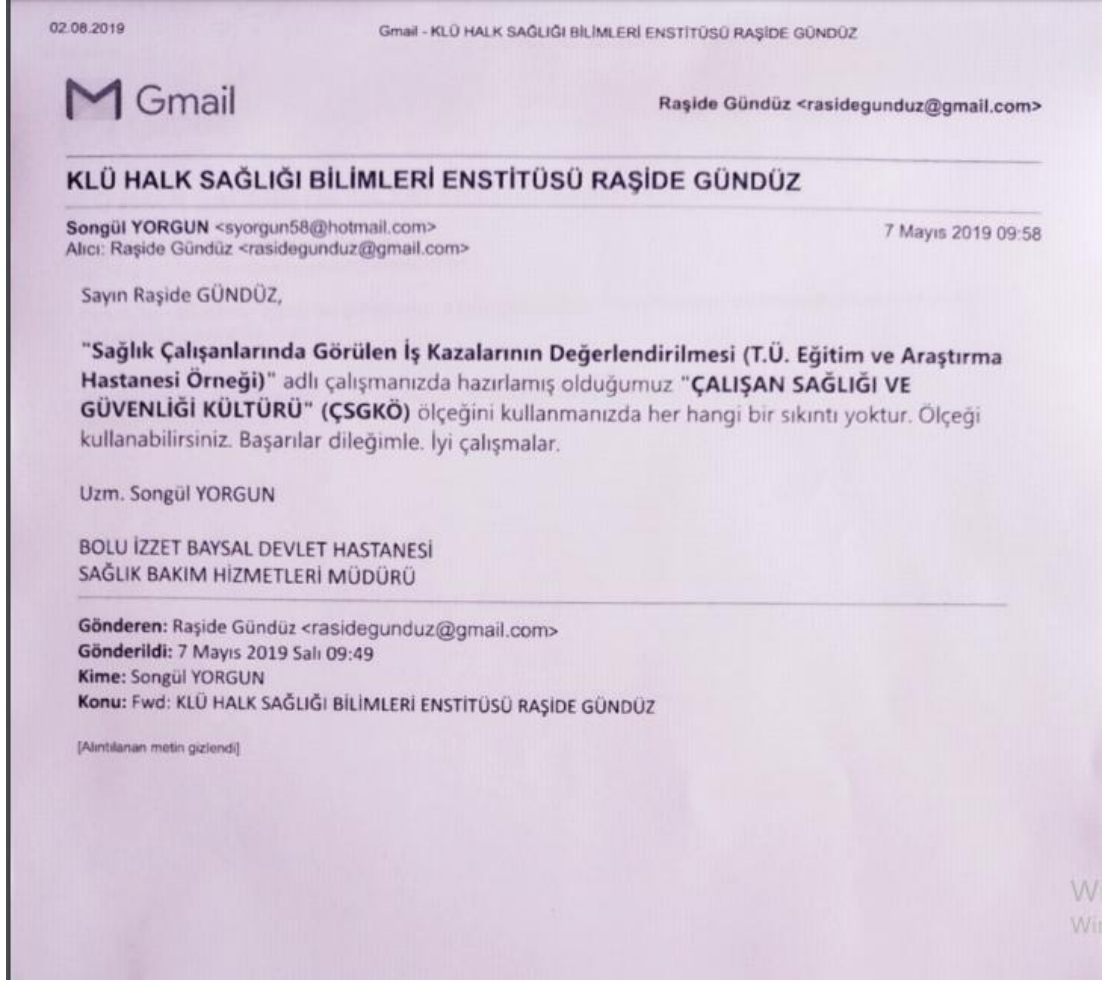 02.08.2019
Gmail - KLÜ HALK SAĞLIĞI BİLİMLERİ ENSTİTÜSÜ RAŞİDE GÜNDÜZ
Gmail
Raşide Gündüz <rasidegunduz@gmail.com>
KLÜ HALK SAĞLIĞI BİLİMLERİ ENSTİTÜSÜ RAŞİDE GÜNDÜZ
Songül YORGUN <syorgun58@hotmail.com>
7 Mayıs 2019 09:58
Alıcı: Raşide Gündüz <rasidegunduz@gmail.com>
Sayın Raşide GÜNDÜZ,
"Sağlık Çalışanlarında Görülen İş Kazalarının Değerlendirilmesi (T.Ü. Eğitim ve Araştırma
Hastanesi Örneği)" adlı çalışmanızda hazırlamış olduğumuz "ÇALIŞAN SAĞLIĞI VE
GÜVENLİĞİ KÜLTÜRÜ" (ÇSGKÖ) ölçeğini kullanmanızda her hangi bir sıkıntı yoktur. Ölçeği
kullanabilirsiniz. Başarılar dileğimle. İyi çalışmalar.
Uzm. Songül YORGUN
BOLU İZZET BAYSAL DEVLET HASTANESİ
SAĞLIK BAKIM HİZMETLERİ MÜDÜRÜ
Gönderen: Raşide Gündüz <rasidegunduz@gmail.com>
Gönderildi: 7 Mayıs 2019 Salı 09:49
Kime: Songül YORGUN
Konu: Fwd: KLÜ HALK SAĞLIĞI BİLİMLERİ ENSTİTÜSÜ RAŞİDE GÜNDÜZ
[Alıntılanan metin gizlendi]